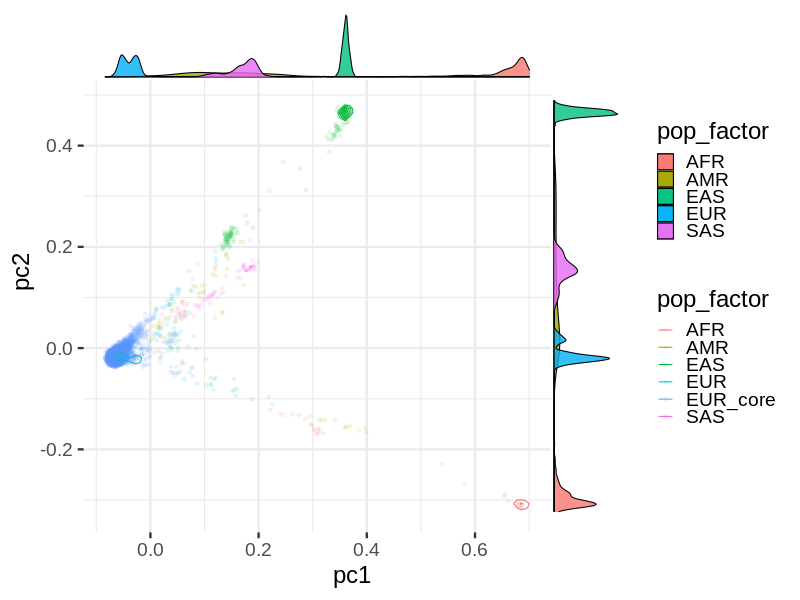 pop_factor
AFR
AMR
EAS
EUR
SAS
pop_factor
AFR
AMR
EAS
EUR
EUR_core
SAS
pc2
0.4
0.2
0.0
-0.2
0.0
0.2
0.4
0.6
pc1